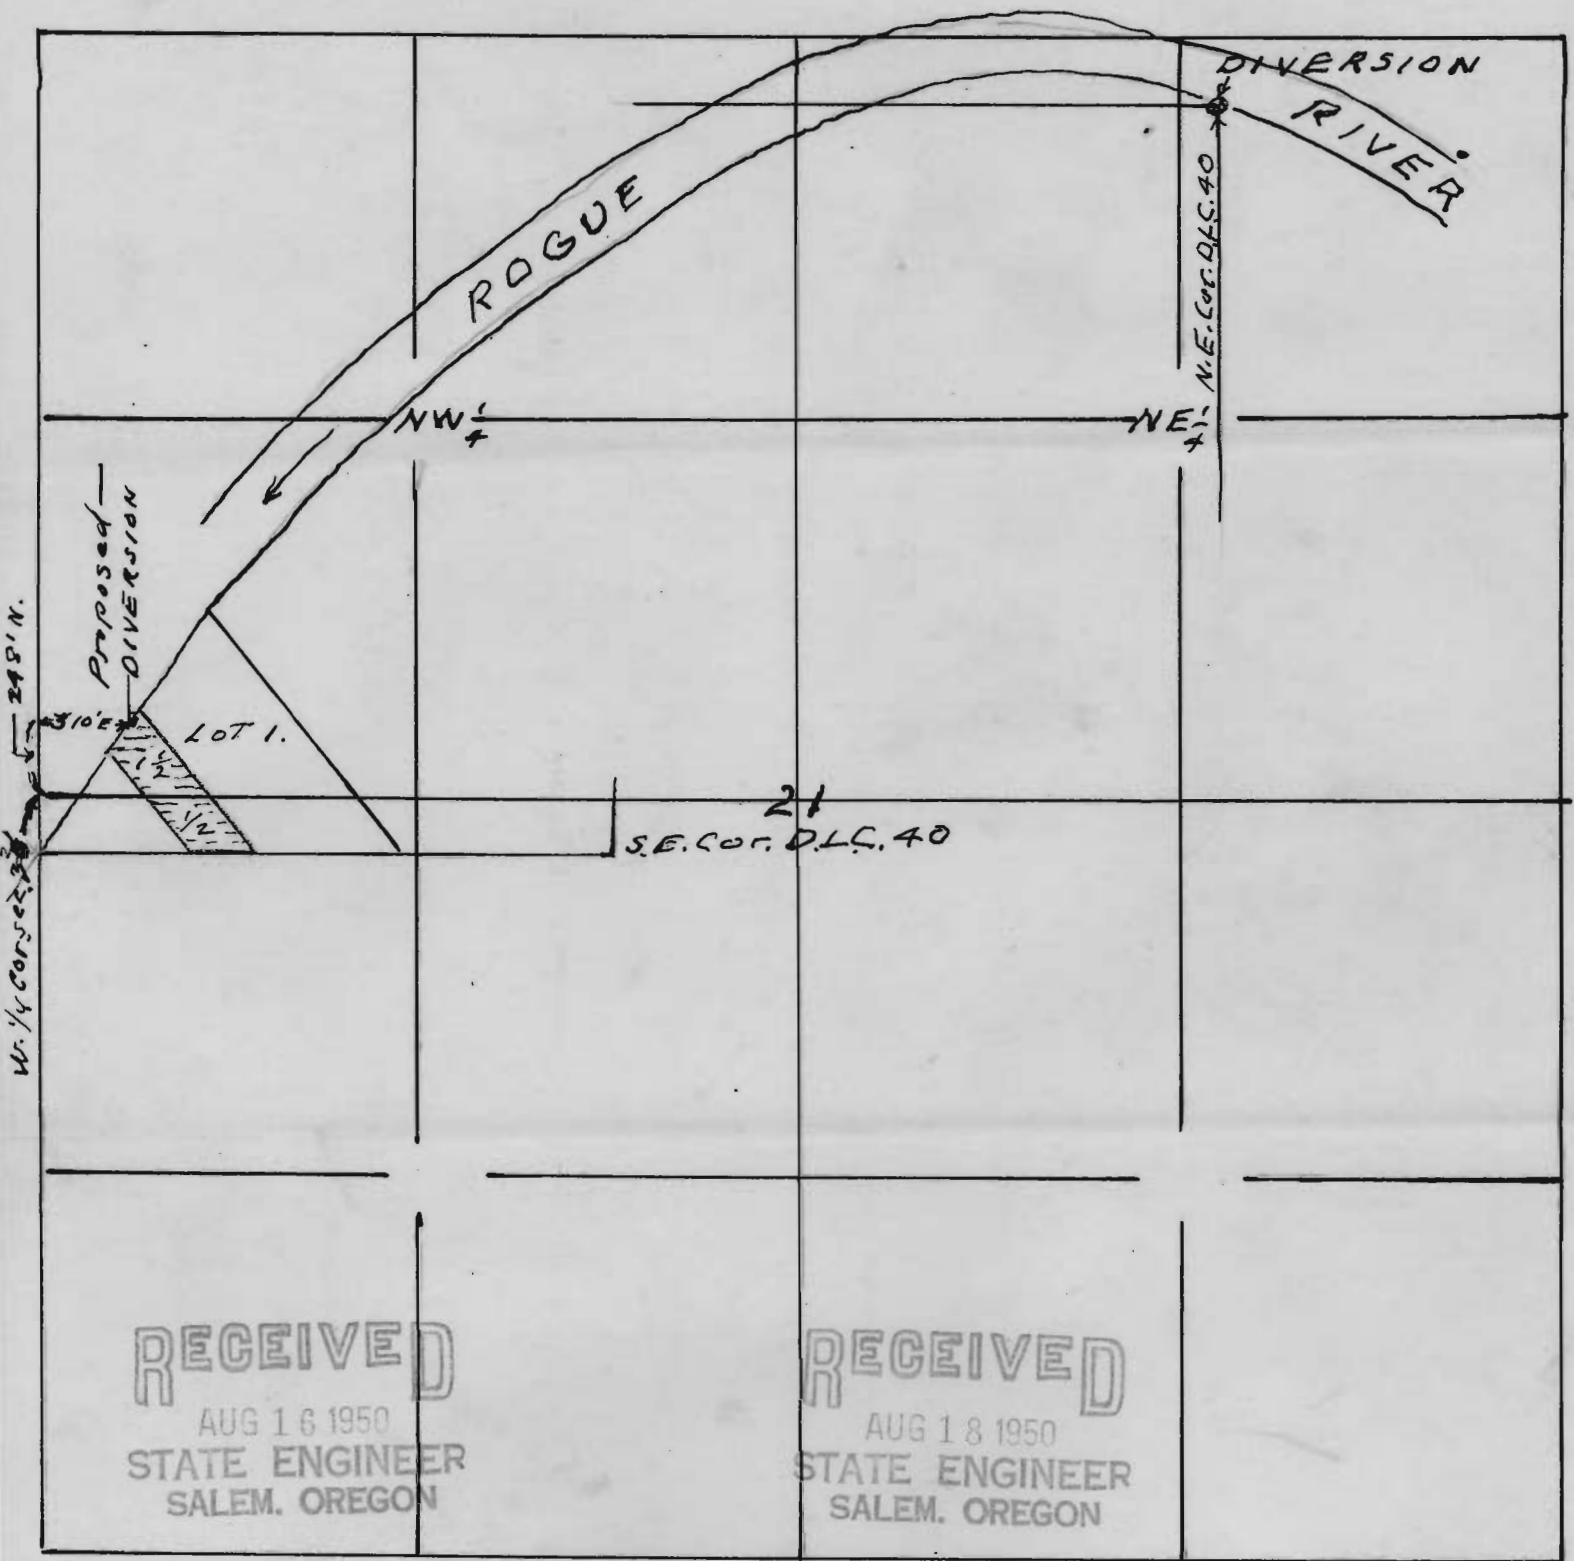 DIVERSION
ROGUE
RIVER
N.E.Cor.D.L.C.40
NW 1/4
NE 1/4
Proposed
DIVERSION
248' N.
310' E
LOT 1.
1 1/2
1/2
21
S.E.Cor. D.L.C. 40
W. 1/4 Cor. sec.
RECEIVED
AUG 16 1950
STATE ENGINEER
SALEM. OREGON
RECEIVED
AUG 18 1950
STATE ENGINEER
SALEM. OREGON